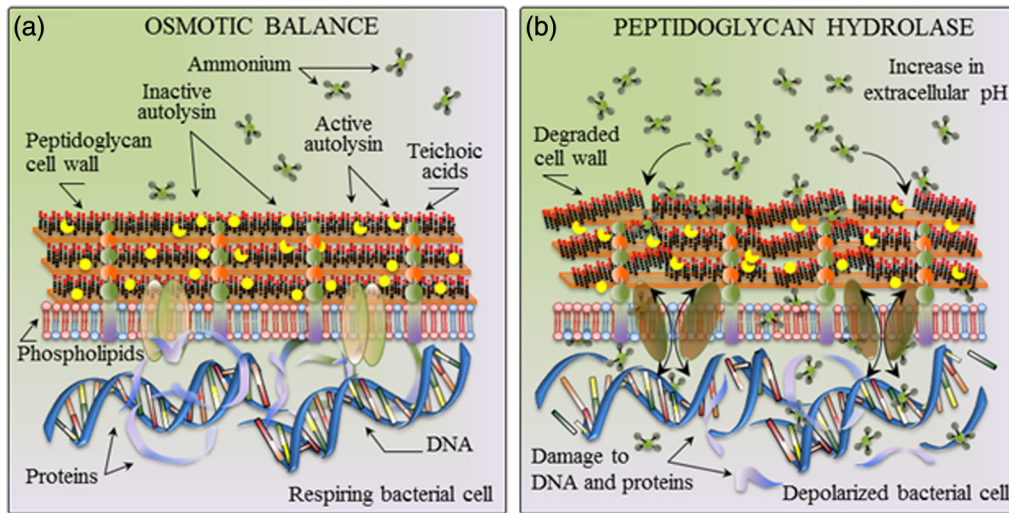 (a)
OSMOTIC BALANCE
Ammonium
Inactive
autolysin
Peptidoglycan
cell wall
Active
autolysin
Teichoic
acids
Phospholipids
Proteins
DNA
Respiring bacterial cell
(b)
PEPTIDOGLYCAN HYDROLASE
Increase in
extracellular pH
Degraded
cell wall
Damage to
DNA and proteins
Depolarized bacterial cell